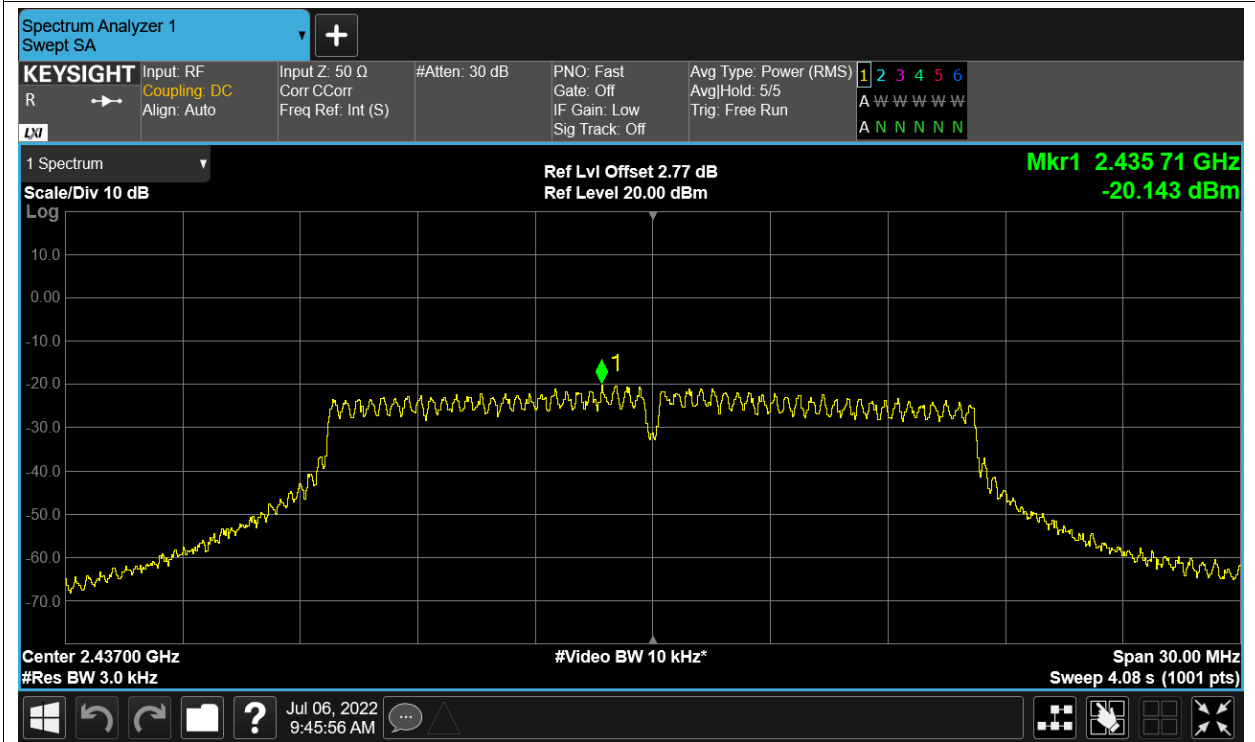 Spectrum Analyzer 1
Swept SA
+
KEYSIGHT
R
LXI
Input: RF
Coupling: DC
Align: Auto
Input Z: 50 Ω
Corr CCorr
Freq Ref: Int (S)
#Atten: 30 dB
PNO: Fast
Gate: Off
IF Gain: Low
Sig Track: Off
Avg Type: Power (RMS)
Avg|Hold: 5/5
Trig: Free Run
1 2 3 4 5 6
A W W W W W
A N N N N N
1 Spectrum
Scale/Div 10 dB
Log
Ref Lvl Offset 2.77 dB
Ref Level 20.00 dBm
Mkr1 2.435 71 GHz
-20.143 dBm
10.0
0.00
-10.0
-20.0
-30.0
-40.0
-50.0
-60.0
-70.0
1
Center 2.43700 GHz
#Res BW 3.0 kHz
#Video BW 10 kHz*
Span 30.00 MHz
Sweep 4.08 s (1001 pts)
?
Jul 06, 2022
9:45:56 AM